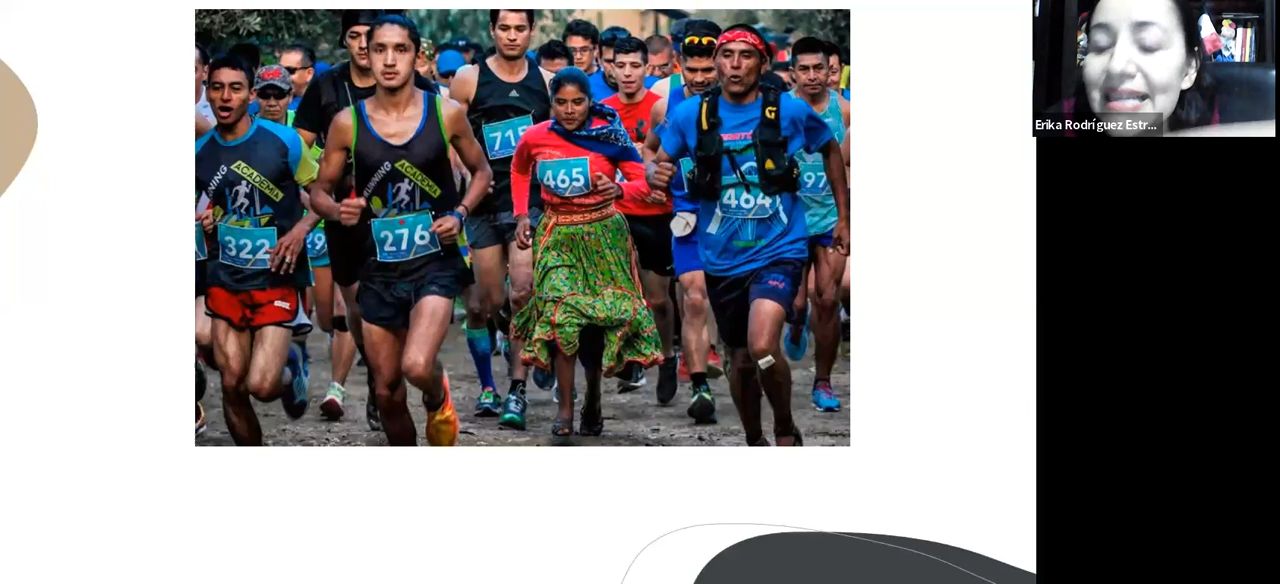 Erika Rodríguez Estr...
715
465
464
97
RUNNING
ACADEMIA
RUNNING
ACADEMIA
322
276